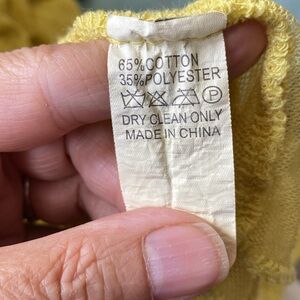 65%COTTON
35%POLYESTER
P
DRY CLEAN ONLY
MADE IN CHINA